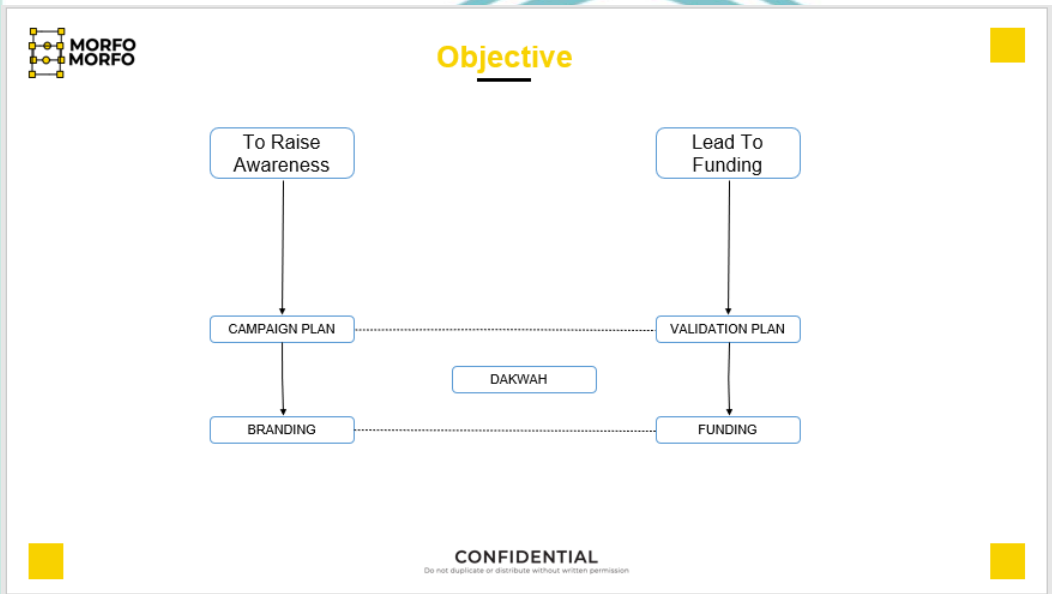 MORFO
MORFO
Objective
To Raise
Awareness
Lead To
Funding
CAMPAIGN PLAN
VALIDATION PLAN
DAKWAH
BRANDING
FUNDING
CONFIDENTIAL
Do not duplicate or distribute without written permission